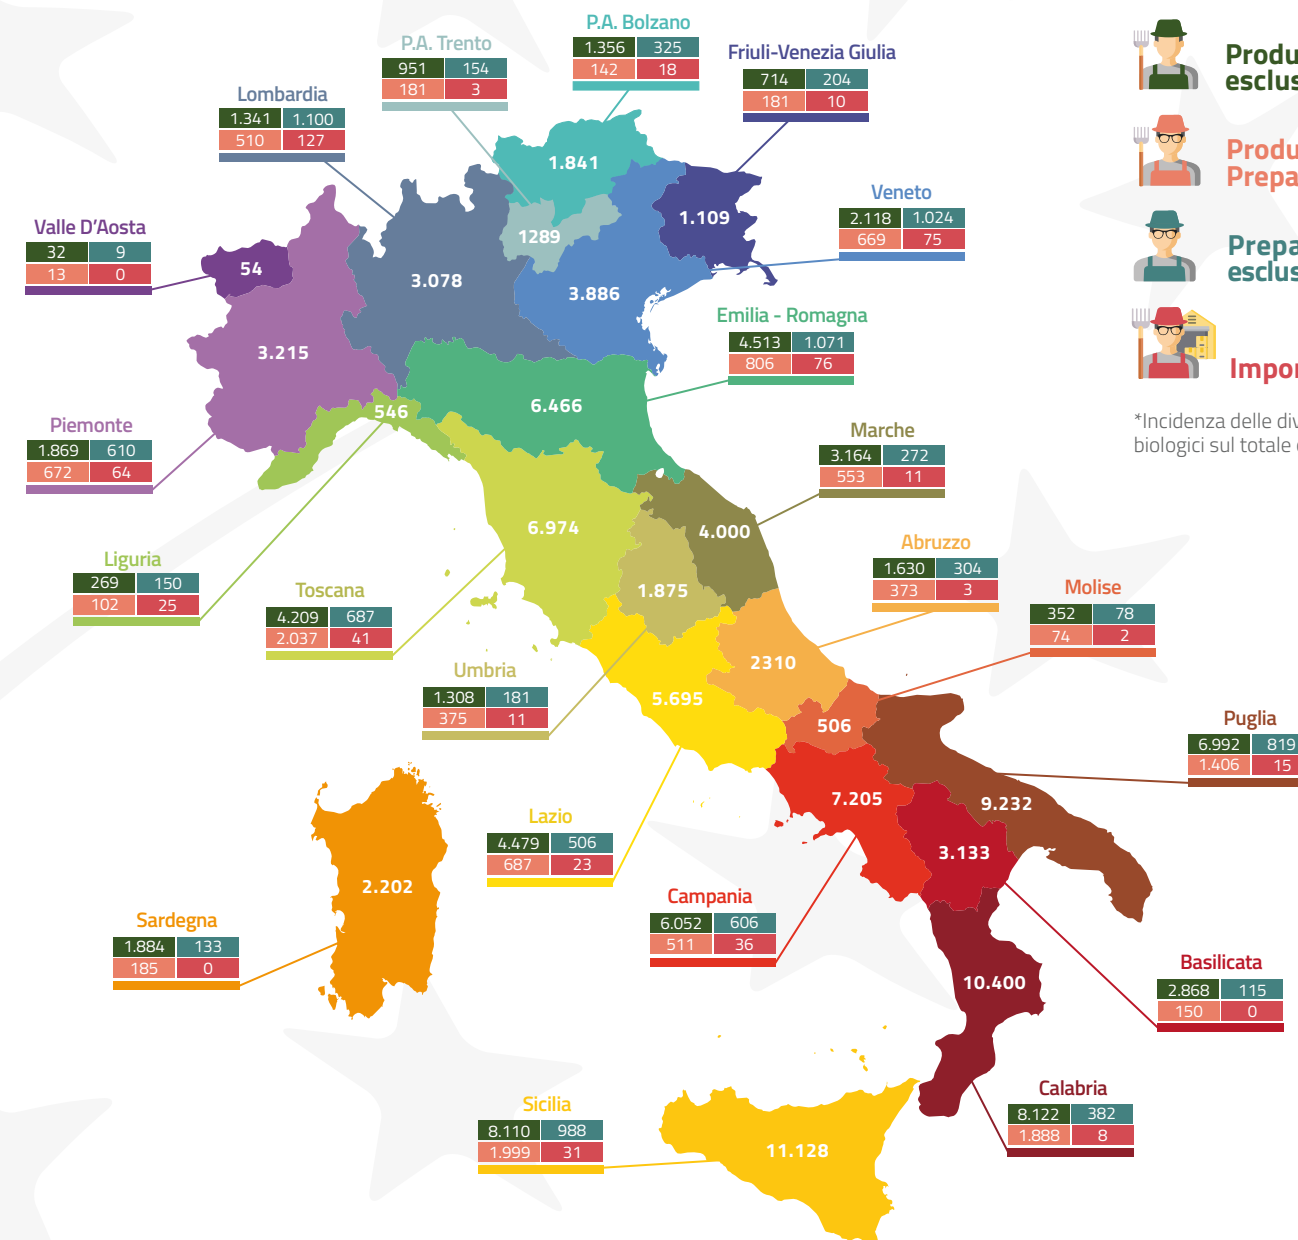 P.A. Bolzano
1.356 325
142 18
P.A. Trento
951 154
181 3
Friuli-Venezia Giulia
714 204
181 10
Lombardia
1.341 1.100
510 127
Veneto
2.118 1.024
669 75
Valle D'Aosta
32 9
13 0
Emilia - Romagna
4.513 1.071
806 76
Piemonte
1.869 610
672 64
Marche
3.164 272
553 11
Liguria
269 150
102 25
Toscana
4.209 687
2.037 41
Abruzzo
1.630 304
373 3
Molise
352 78
74 2
Umbria
1.308 181
375 11
Puglia
6.992 819
1.406 15
Lazio
4.479 506
687 23
Campania
6.052 606
511 36
Sardegna
1.884 133
185 0
Basilicata
2.868 115
150 0
Calabria
8.122 382
1.888 8
Sicilia
8.110 988
1.999 31
1.841
1289
1.109
54
3.078
3.886
3.215
546
6.466
6.974
4.000
1.875
2310
5.695
506
7.205
9.232
3.133
2.202
10.400
11.128
Produ
esclus
Produ
Prepa
Prepa
esclus
Impor
*Incidenza delle div
biologici sul totale